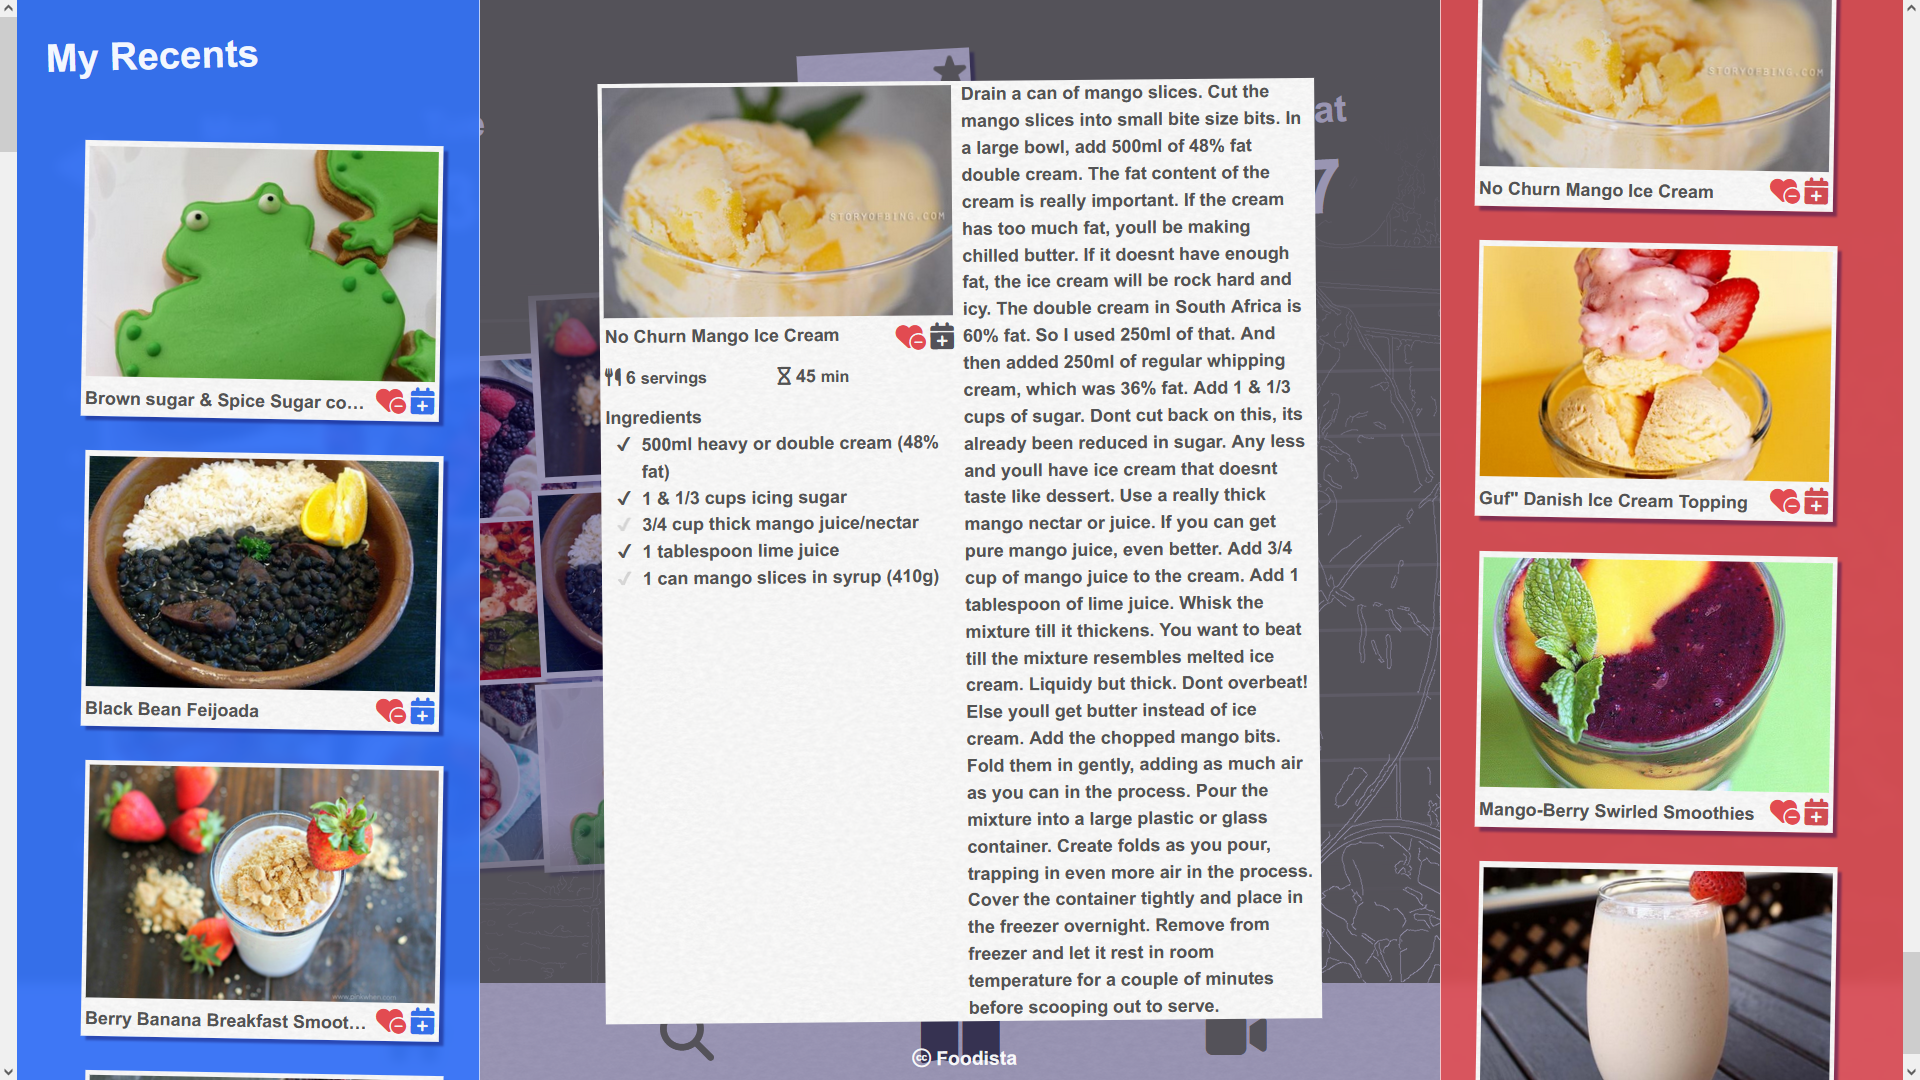 My Recents
Brown sugar & Spice Sugar co...
Black Bean Feijoada
www.pinkwhen.com
Berry Banana Breakfast Smoot...
e
at
7
STORYOFBING.COM
No Churn Mango Ice Cream
6 servings
45 min
Ingredients
500ml heavy or double cream (48%
fat)
1 & 1/3 cups icing sugar
3/4 cup thick mango juice/nectar
1 tablespoon lime juice
1 can mango slices in syrup (410g)
Drain a can of mango slices. Cut the
mango slices into small bite size bits. In
a large bowl, add 500ml of 48% fat
double cream. The fat content of the
cream is really important. If the cream
has too much fat, youll be making
chilled butter. If it doesnt have enough
fat, the ice cream will be rock hard and
icy. The double cream in South Africa is
60% fat. So I used 250ml of that. And
then added 250ml of regular whipping
cream, which was 36% fat. Add 1 & 1/3
cups of sugar. Dont cut back on this, its
already been reduced in sugar. Any less
and youll have ice cream that doesnt
taste like dessert. Use a really thick
mango nectar or juice. If you can get
pure mango juice, even better. Add 3/4
cup of mango juice to the cream. Add 1
tablespoon of lime juice. Whisk the
mixture till it thickens. You want to beat
till the mixture resembles melted ice
cream. Liquidy but thick. Dont overbeat!
Else youll get butter instead of ice
cream. Add the chopped mango bits.
Fold them in gently, adding as much air
as you can in the process. Pour the
mixture into a large plastic or glass
container. Create folds as you pour,
trapping in even more air in the process.
Cover the container tightly and place in
the freezer overnight. Remove from
freezer and let it rest in room
temperature for a couple of minutes
before scooping out to serve.
cc Foodista
STORYOFBING.COM
No Churn Mango Ice Cream
Guf" Danish Ice Cream Topping
Mango-Berry Swirled Smoothies